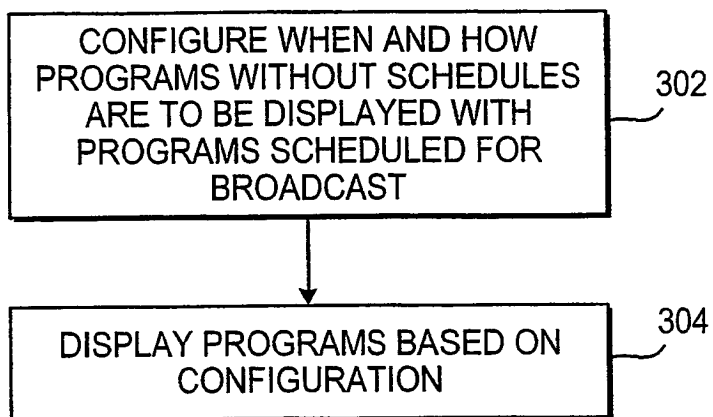 CONFIGURE WHEN AND HOW
PROGRAMS WITHOUT SCHEDULES
ARE TO BE DISPLAYED WITH
PROGRAMS SCHEDULED FOR
BROADCAST
302
DISPLAY PROGRAMS BASED ON
CONFIGURATION
304